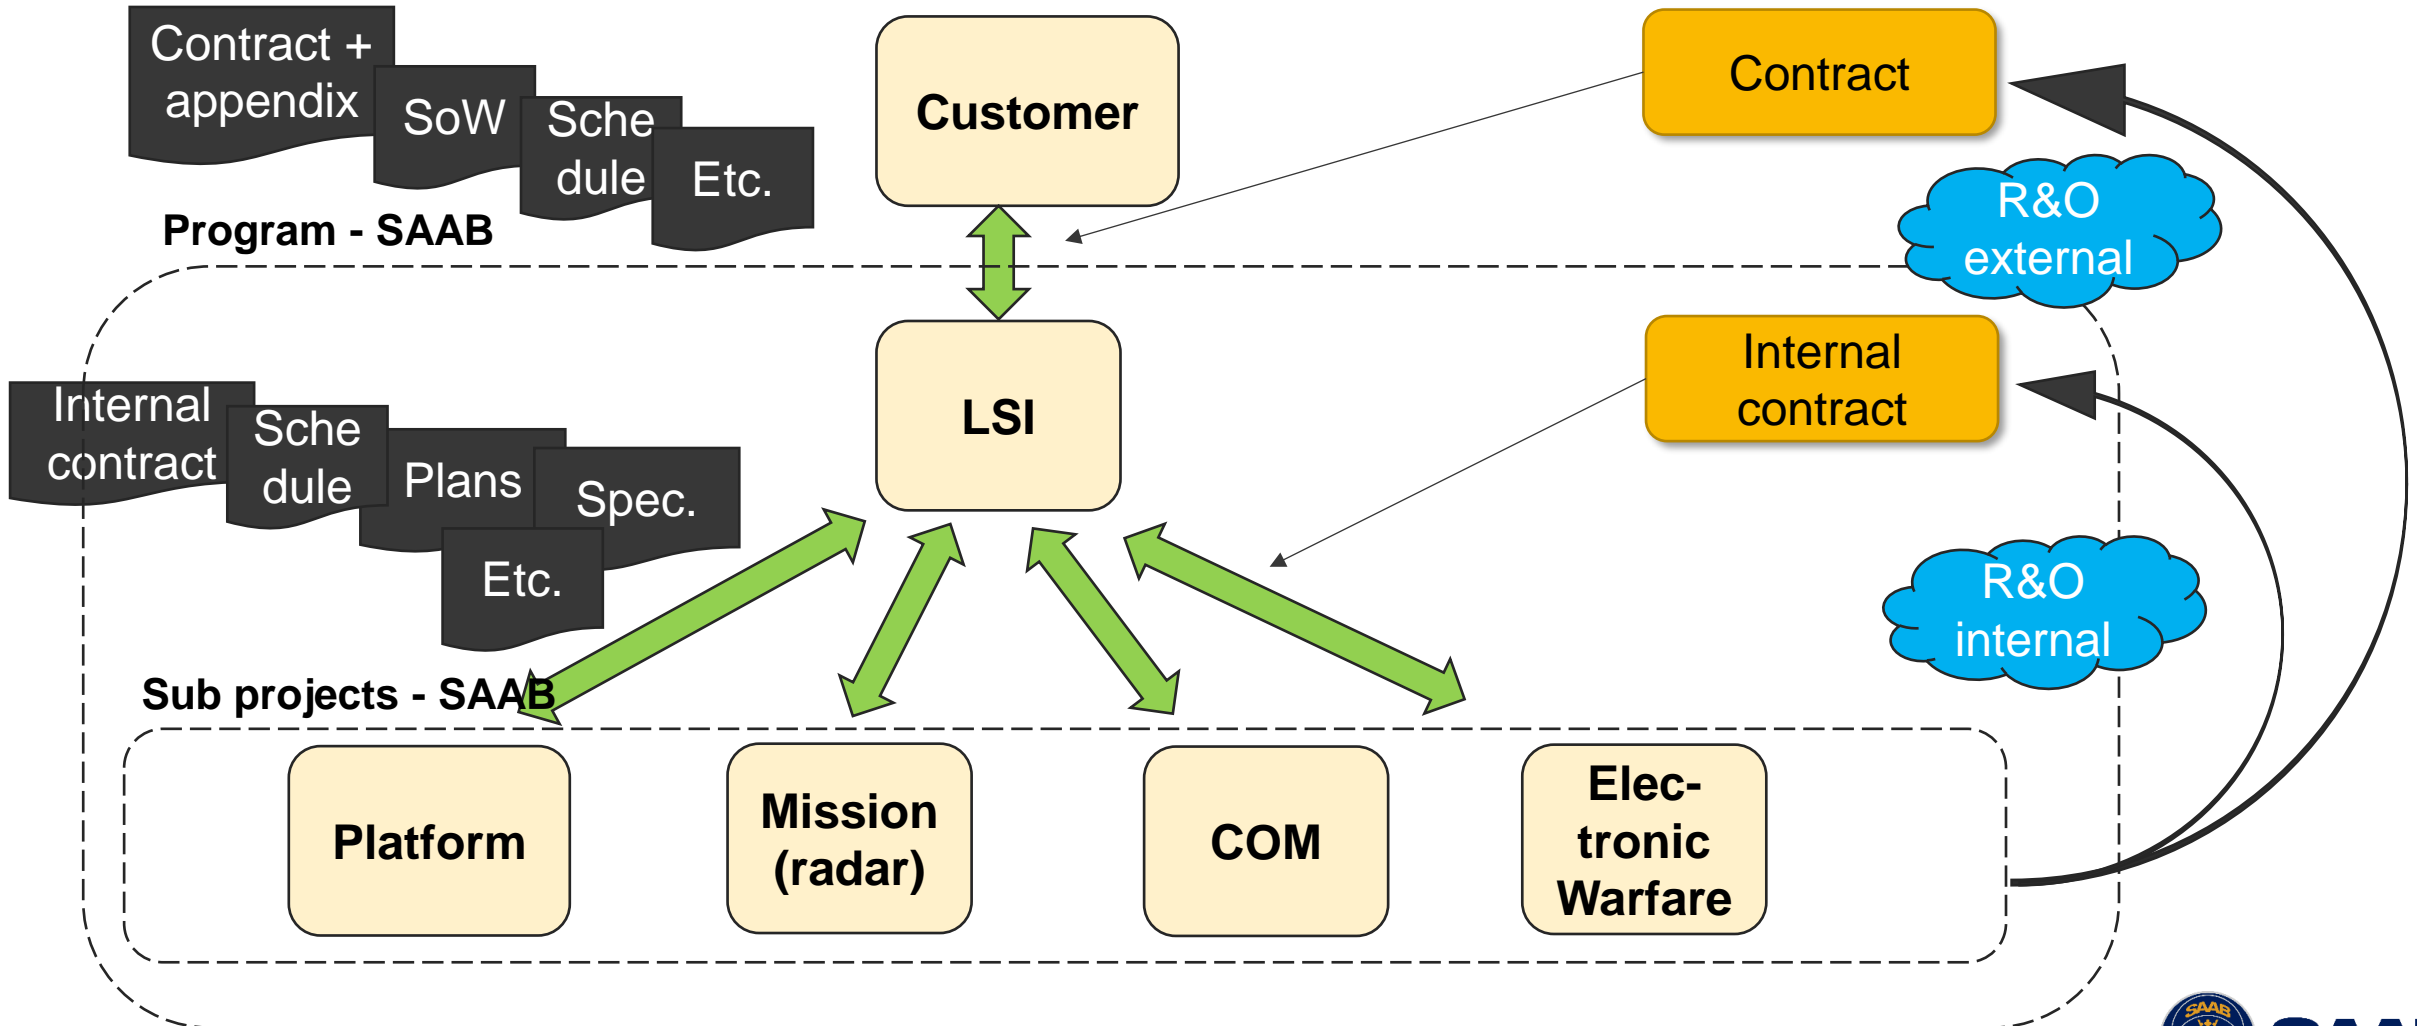 Contract +
appendix
SoW
Sche
dule
Etc.
Customer
Contract
R&O
external
Program - SAAB
LSI
Internal
contract
Internal
contract
Sche
dule
Plans
Spec.
Etc.
R&O
internal
Sub projects - SAAB
Platform
Mission
(radar)
COM
Elec-
tronic
Warfare
SAAB